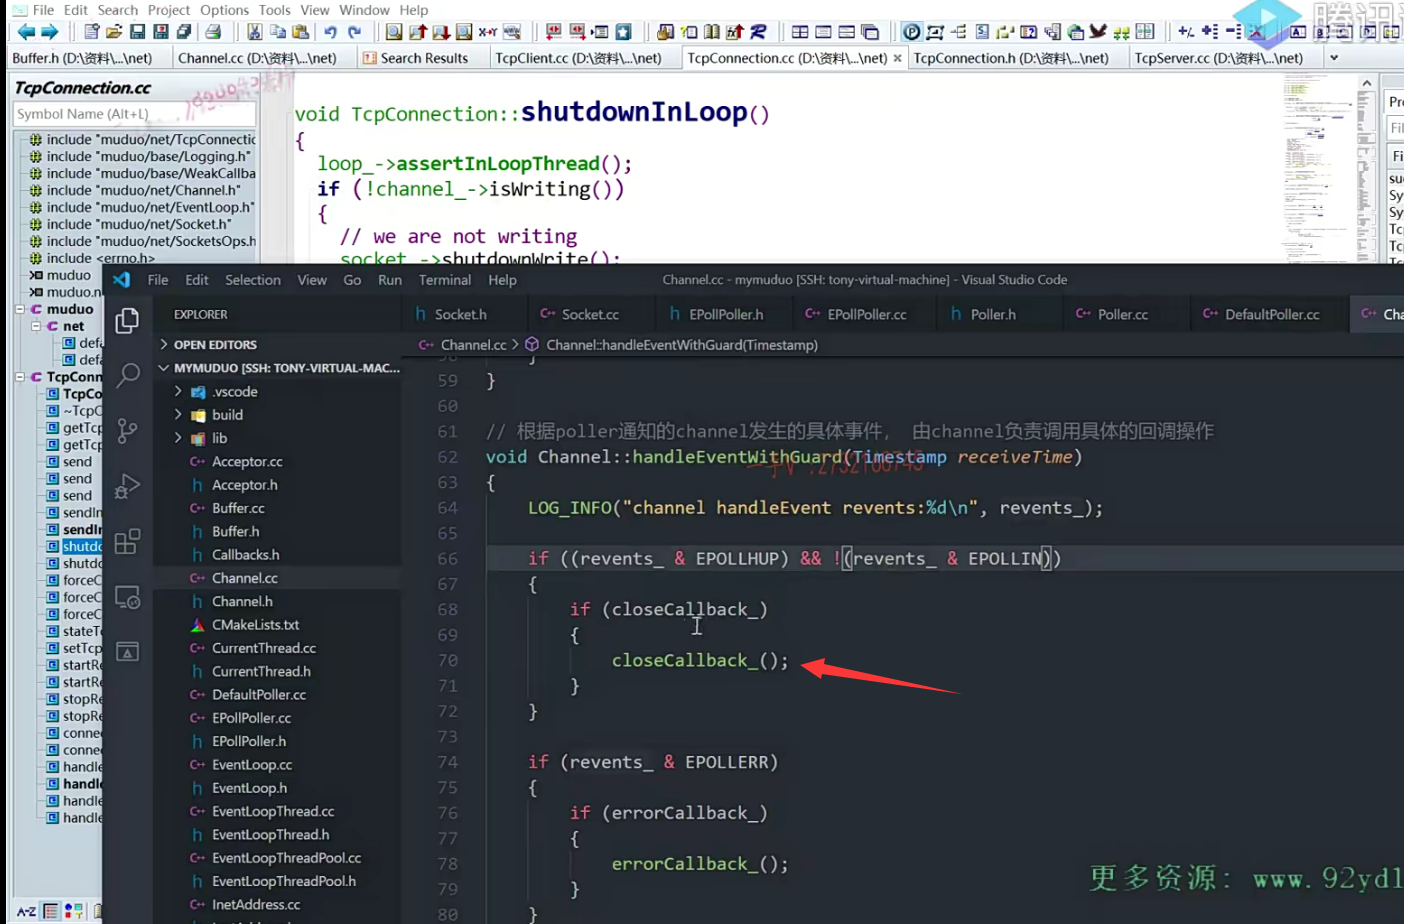 File Edit Search Project Options Tools View Window Help
腾讯
Buffer.h (D:\资料\...\net) Channel.cc (D:\资料\...\net) Search Results TcpClient.cc (D:\资料\...\net) TcpConnection.cc (D:\资料\...\net) × TcpConnection.h (D:\资料\...\net) TcpServer.cc (D:\资料\...\net)
TcpConnection.cc
Symbol Name (Alt+L)
include "muduo/net/TcpConnectic
include "muduo/base/Logging.h"
include "muduo/base/WeakCallba
include "muduo/net/Channel.h"
include "muduo/net/EventLoop.h"
include "muduo/net/Socket.h"
include "muduo/net/SocketsOps.h
include <errno.h>
muduo
muduo.n
muduo
net
defa
defa
TcpConn
TcpCo
~TcpC
getTcp
getTcp
send
send
send
sendIn
sendI
shutdo
shutdo
forceC
forceC
forceC
stateTo
setTcp
startRe
startRe
stopRe
stopRe
conne
conne
handle
handle
handle
handle
A-Z
void TcpConnection::shutdownInLoop()
{
loop_->assertInLoopThread();
if (!channel_->isWriting())
{
// we are not writing
socket_->shutdownWrite();
File Edit Selection View Go Run Terminal Help
Channel.cc - mymuduo [SSH: tony-virtual-machine] - Visual Studio Code
EXPLORER
OPEN EDITORS
MYMUDUO [SSH: TONY-VIRTUAL-MAC...
.vscode
build
lib
Acceptor.cc
Acceptor.h
Buffer.cc
Buffer.h
Callbacks.h
Channel.cc
Channel.h
CMakeLists.txt
CurrentThread.cc
CurrentThread.h
DefaultPoller.cc
EPollPoller.cc
EPollPoller.h
EventLoop.cc
EventLoop.h
EventLoopThread.cc
EventLoopThread.h
EventLoopThreadPool.cc
EventLoopThreadPool.h
InetAddress.cc
Socket.h Socket.cc EPollPoller.h EPollPoller.cc Poller.h Poller.cc DefaultPoller.cc Cha
Channel.cc > Channel::handleEventWithGuard(Timestamp)
58 }
59 }
60
61 // 根据poller通知的channel发生的具体事件， 由channel负责调用具体的回调操作
62 void Channel::handleEventWithGuard(Timestamp receiveTime)
63 {
64 LOG_INFO("channel handleEvent revents:%d\n", revents_);
65
66 if ((revents_ & EPOLLHUP) && !(revents_ & EPOLLIN))
67 {
68 if (closeCallback_)
69 {
70 closeCallback_();
71 }
72 }
73
74 if (revents_ & EPOLLERR)
75 {
76 if (errorCallback_)
77 {
78 errorCallback_();
79 }
80 }
更多资源: www.92yd1